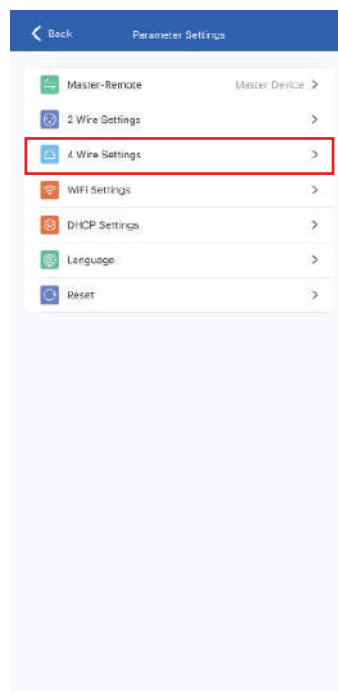 Back Parameter Settings
Master-Remote Master Device
2 Wire Settings
4 Wire Settings
WiFi Settings
DHCP Settings
Language
Reset